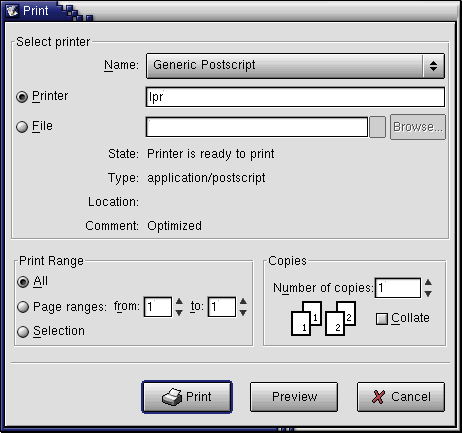 Print
Select printer
Name: Generic Postscript
Printer lpr
File Browse...
State: Printer is ready to print
Type: application/postscript
Location:
Comment: Optimized
Print Range
All
Page ranges: from: 1 to: 1
Selection
Copies
Number of copies: 1
1 1 2 2
Collate
Print Preview Cancel